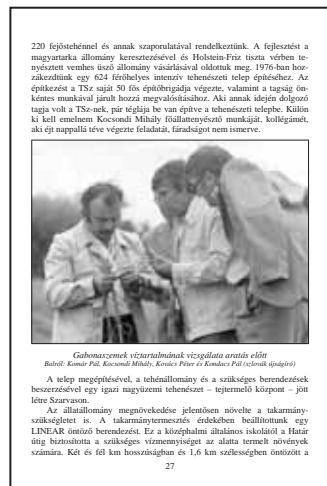 220 fejőstehénnel és annak szaporulatával rendelkeztünk. A fejlesztést a
magyartarka állomány keresztezésével és Holstein-Friz tiszta vérben te-
nyésztett vemhes üsző állomány vásárlásával oldottuk meg. 1976-ban hoz-
zákezdtünk egy 624 férőhelyes intenzív tehenészeti telep építéséhez. Az
építkezést a TSz saját 50 fős építőbrigádja végezte, valamint a tagság ön-
kéntes munkával járult hozzá megvalósításához. Aki annak idején dolgozó
tagja volt a TSz-nek, pár téglája be van építve a tehenészeti telepbe. Külön
ki kell emelnem Kocsondi Mihály főállattenyésztő munkáját, kollégámét,
aki éjt nappallá téve végezte feladatát, fáradságot nem ismerve.
Gabonaszemek víztartalmának vizsgálata aratás előtt
Balról: Komár Pál, Kocsondi Mihály, Kovács Péter és Kondacs Pál (szlovák újságíró)
A telep megépítésével, a tehénállomány és a szükséges berendezések
beszerzésével egy igazi nagyüzemi tehenészet – tejtermelő központ – jött
létre Szarvason.
Az állatállomány megnövekedése jelentősen növelte a takarmány-
szükségletet is. A takarmánytermesztés érdekében beállítottunk egy
LINEAR öntöző berendezést. Ez a középhalmi általános iskolától a Határ
útig biztosította a szükséges vízmennyiséget az alatta termelt növények
számára. Két és fél km hosszúságban és 1,6 km szélességben öntözött a
27